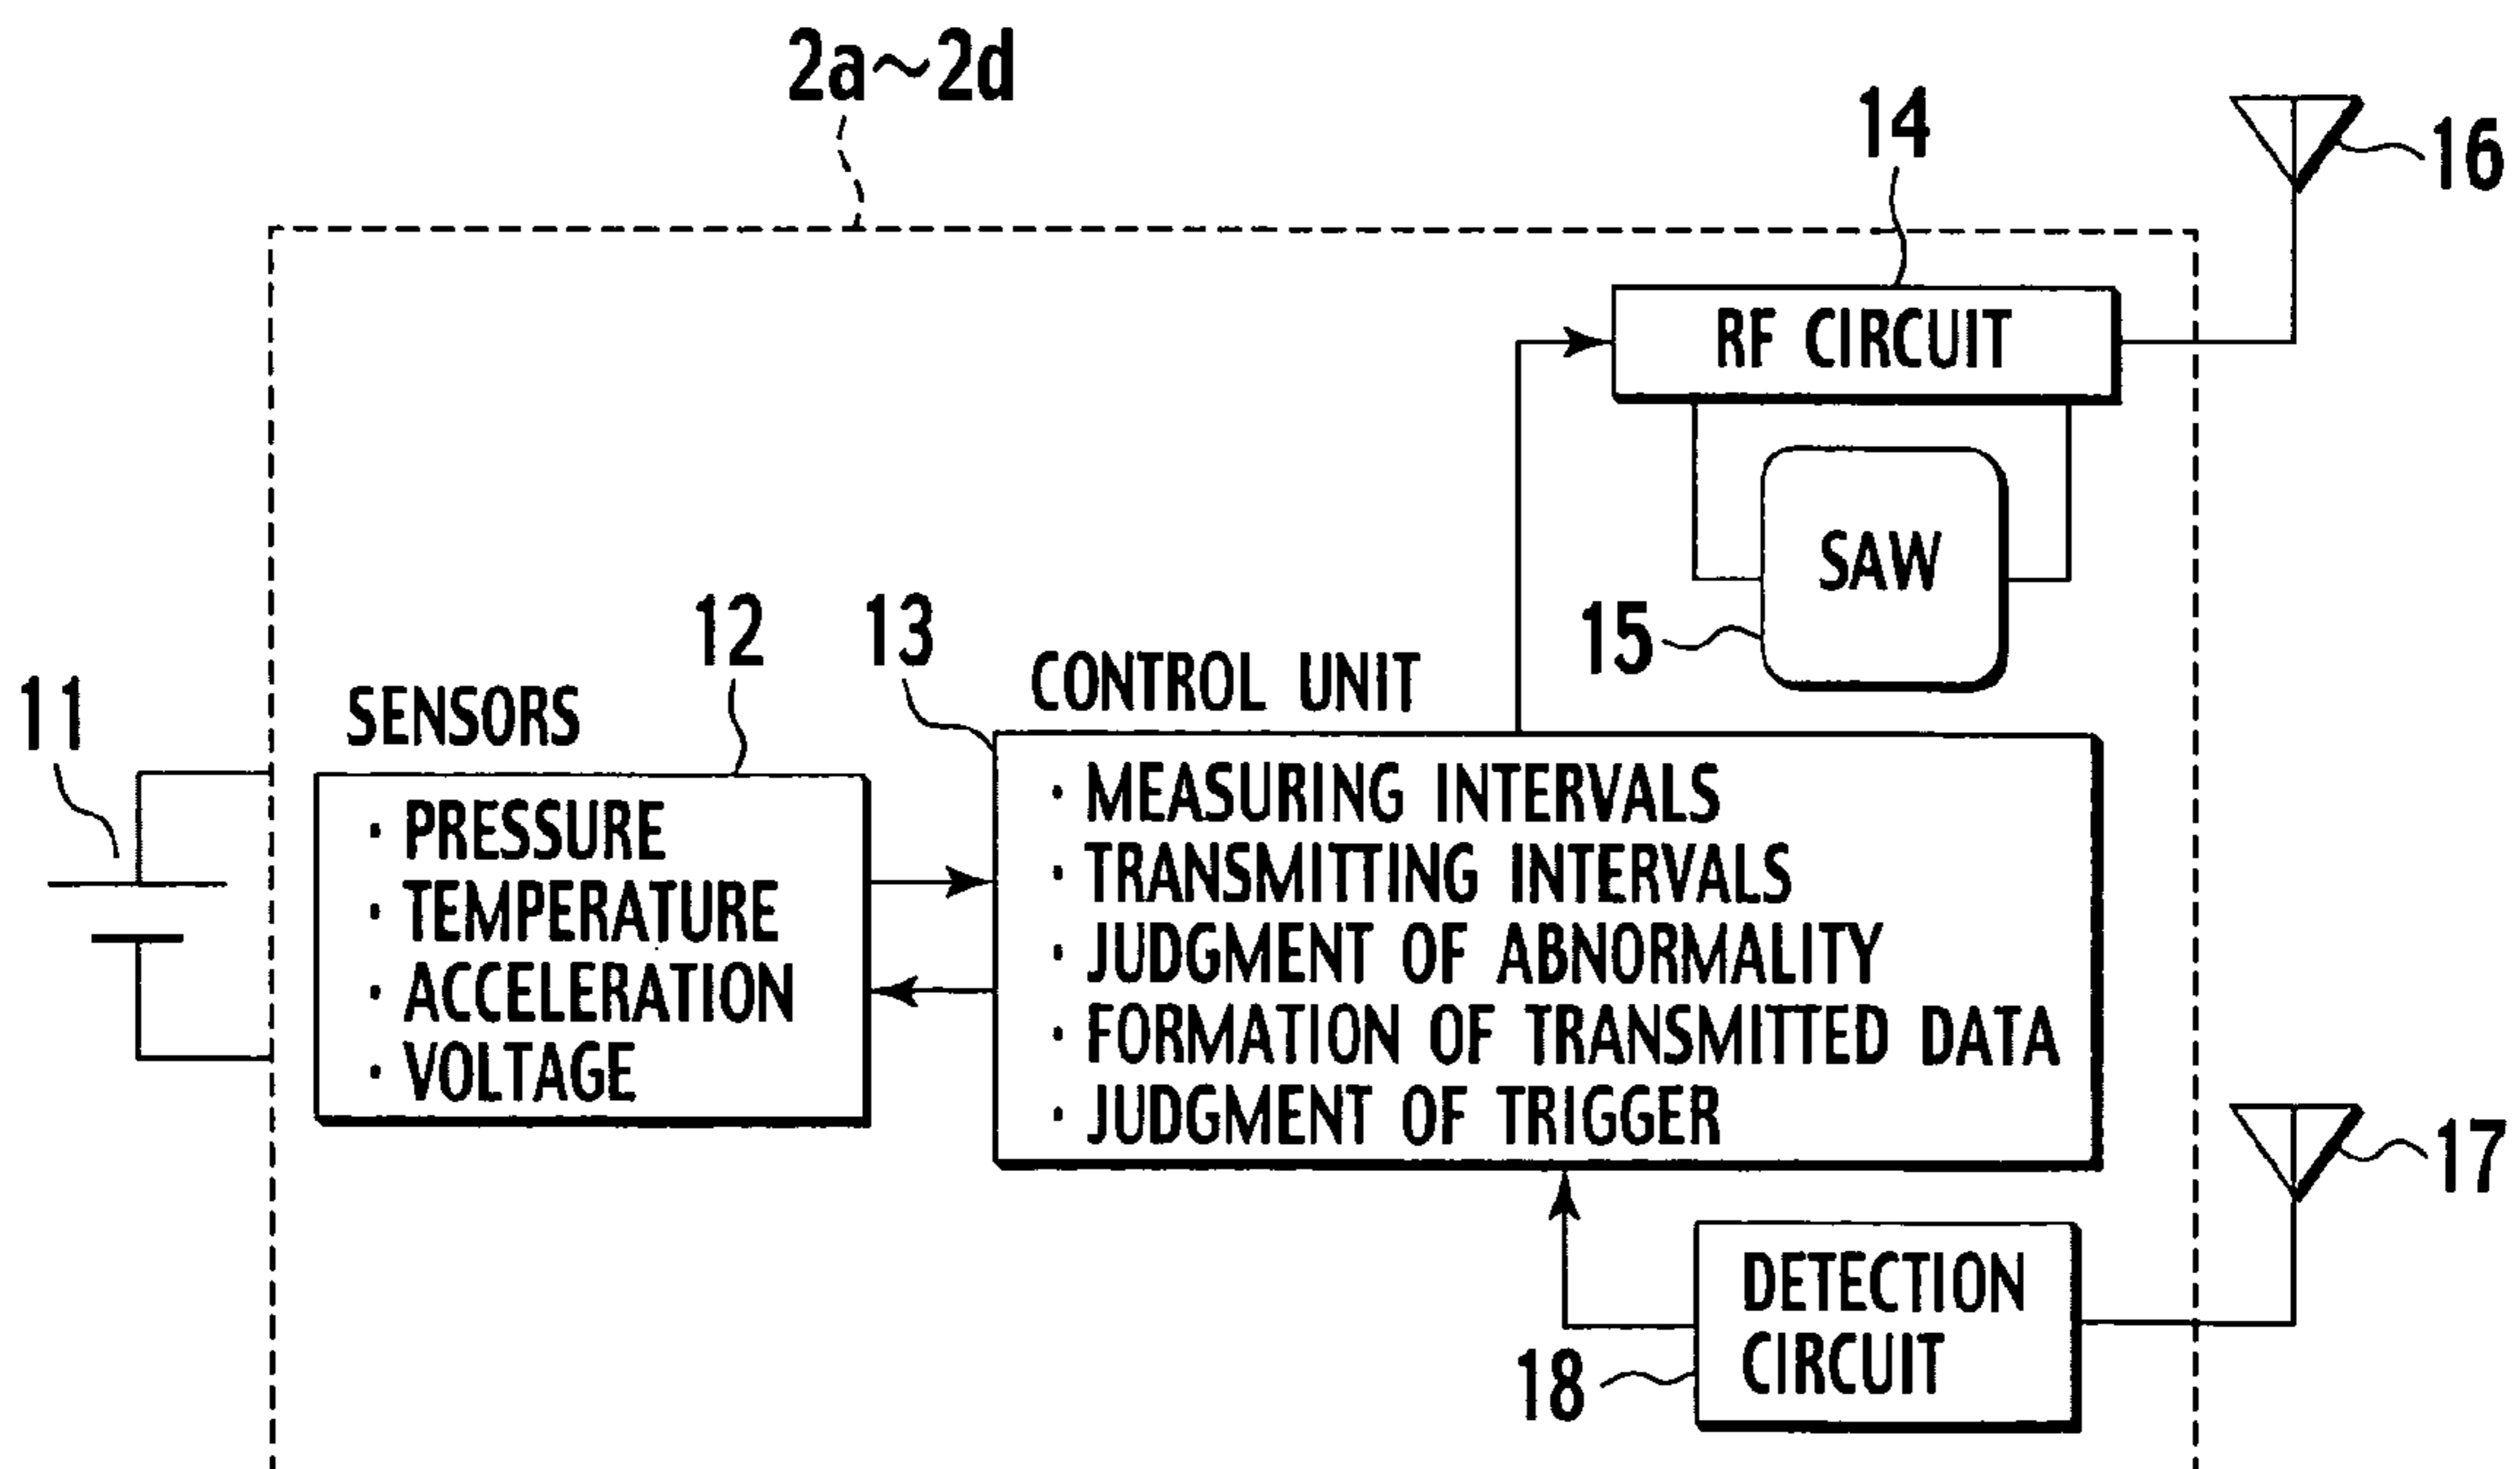 2a~2d
14
16
RF CIRCUIT
SAW
15
12
13
CONTROL UNIT
11
SENSORS
· PRESSURE
· TEMPERATURE
· ACCELERATION
· VOLTAGE
· MEASURING INTERVALS
· TRANSMITTING INTERVALS
· JUDGMENT OF ABNORMALITY
· FORMATION OF TRANSMITTED DATA
· JUDGMENT OF TRIGGER
17
DETECTION
CIRCUIT
18